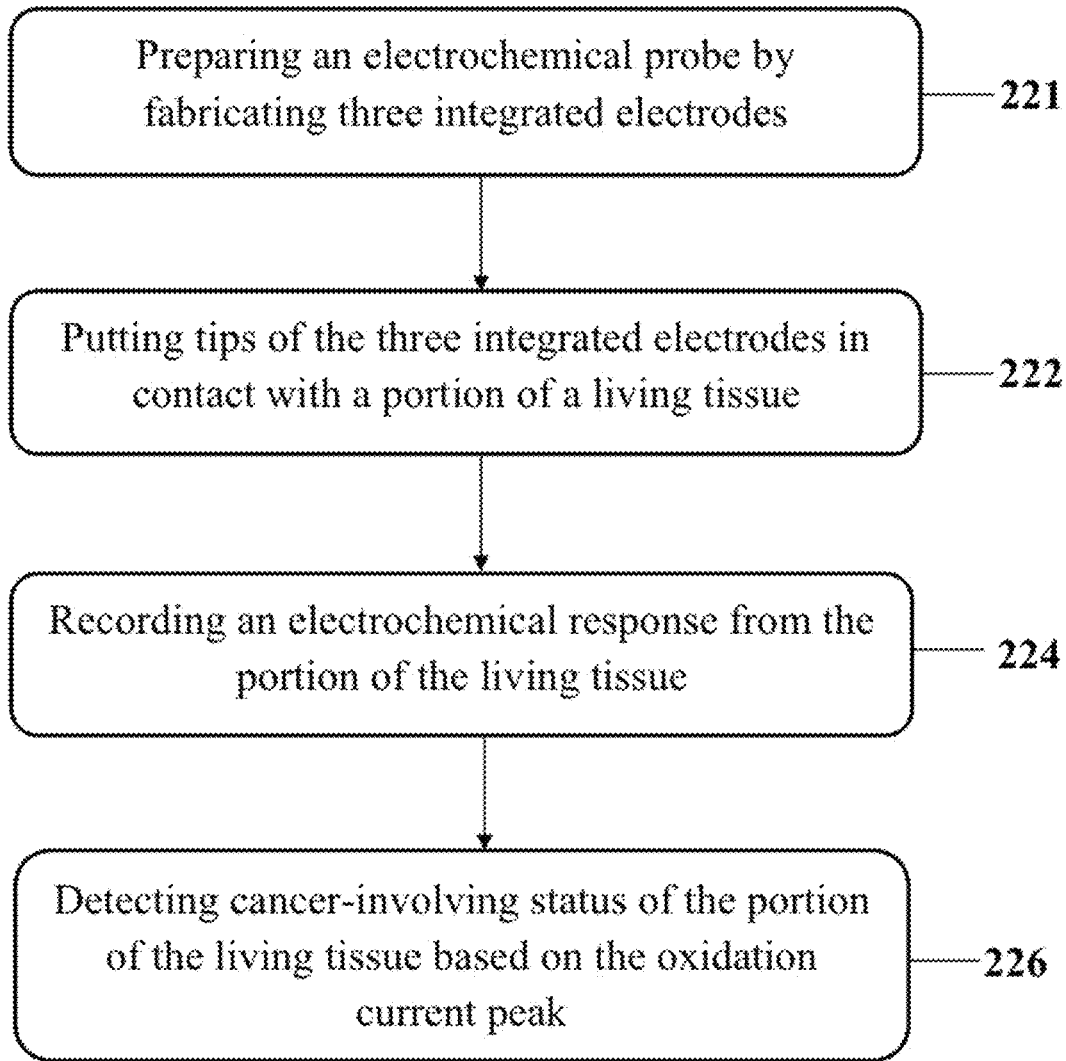 Preparing an electrochemical probe by
fabricating three integrated electrodes
221
Putting tips of the three integrated electrodes in
contact with a portion of a living tissue
222
Recording an electrochemical response from the
portion of the living tissue
224
Detecting cancer-involving status of the portion
of the living tissue based on the oxidation
current peak
226